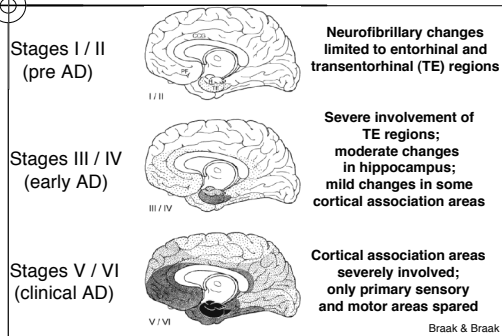 Stages I / II
(pre AD)
I / II
Neurofibrillary changes
limited to entorhinal and
transentorhinal (TE) regions
Stages III / IV
(early AD)
III / IV
Severe involvement of
TE regions;
moderate changes
in hippocampus;
mild changes in some
cortical association areas
Stages V / VI
(clinical AD)
V / VI
Cortical association areas
severely involved;
only primary sensory
and motor areas spared
Braak & Braak